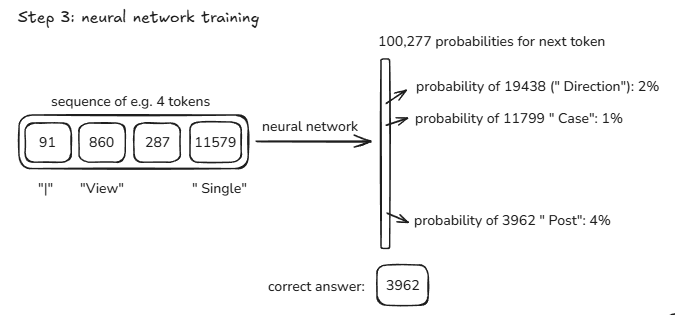 Step 3: neural network training
100,277 probabilities for next token
probability of 19438 (" Direction"): 2%
sequence of e.g. 4 tokens
probability of 11799 " Case": 1%
neural network
91 860 287 11579
"|" "View" " Single"
probability of 3962 " Post": 4%
correct answer: 3962